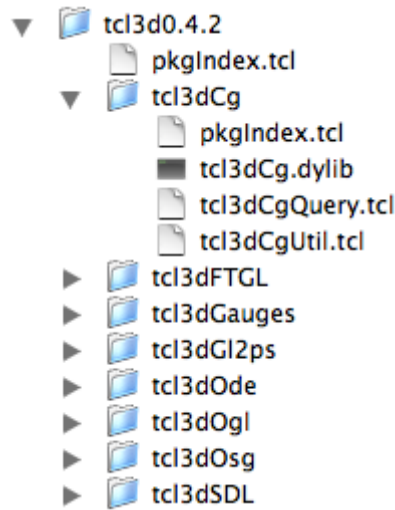 tcl3d0.4.2
pkgIndex.tcl
tcl3dCg
pkgIndex.tcl
tcl3dCg.dylib
tcl3dCgQuery.tcl
tcl3dCgUtil.tcl
tcl3dFTGL
tcl3dGauges
tcl3dGl2ps
tcl3dOde
tcl3dOgl
tcl3dOsg
tcl3dSDL